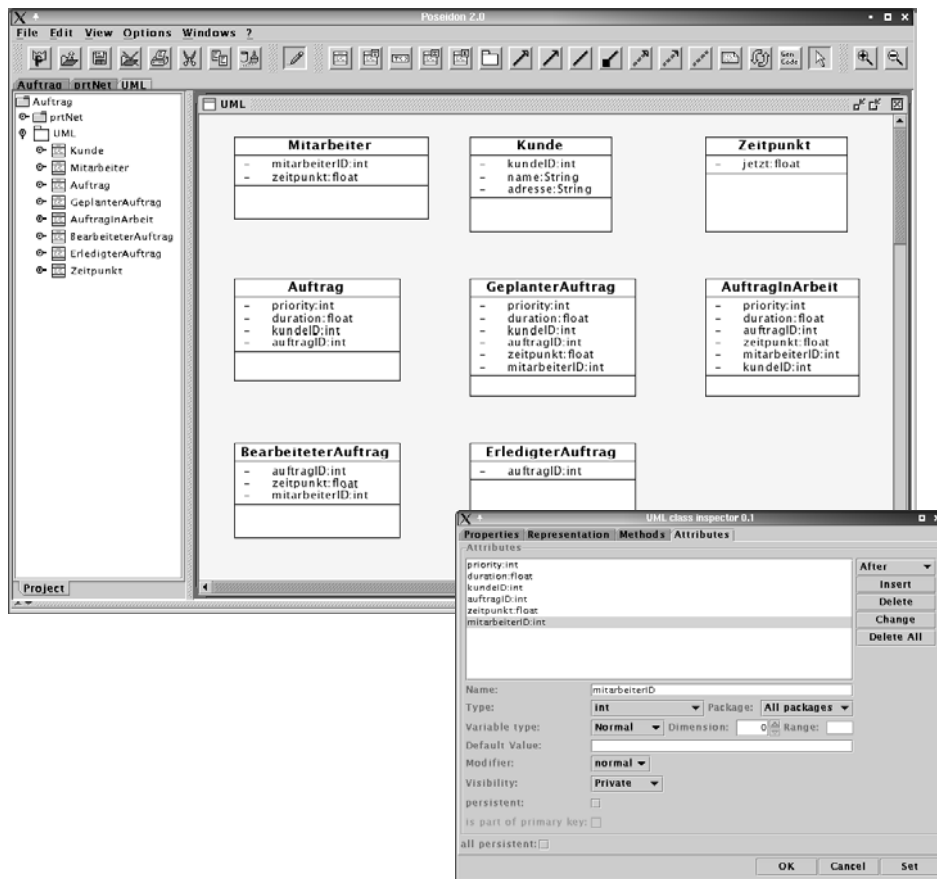 Poseidon 2.0
File Edit View Options Windows ?
Gen Code
Auftrag prtNet UML
Auftrag
prtNet
UML
Kunde
Mitarbeiter
Auftrag
GeplanterAuftrag
AuftragInArbeit
BearbeiteterAuftrag
ErledigterAuftrag
Zeitpunkt
Project
UML
Mitarbeiter
- mitarbeiterID:int
- zeitpunkt:float
Kunde
- kundeID:int
- name:String
- adresse:String
Zeitpunkt
- jetzt:float
Auftrag
- priority:int
- duration:float
- kundeID:int
- auftragID:int
GeplanterAuftrag
- priority:int
- duration:float
- kundeID:int
- auftragID:int
- zeitpunkt:float
- mitarbeiterID:int
AuftragInArbeit
- priority:int
- duration:float
- auftragID:int
- zeitpunkt:float
- mitarbeiterID:int
- kundeID:int
BearbeiteterAuftrag
- auftragID:int
- zeitpunkt:float
- mitarbeiterID:int
ErledigterAuftrag
- auftragID:int
UML class inspector 0.1
Properties Representation Methods Attributes
Attributes
priority:int
duration:float
kundeID:int
auftragID:int
zeitpunkt:float
mitarbeiterID:int
After
Insert
Delete
Change
Delete All
Name: mitarbeiterID
Type: int Package: All packages
Variable type: Normal Dimension: 0 Range:
Default Value:
Modifier: normal
Visibility: Private
persistent:
is part of primary key:
all persistent:
OK Cancel Set